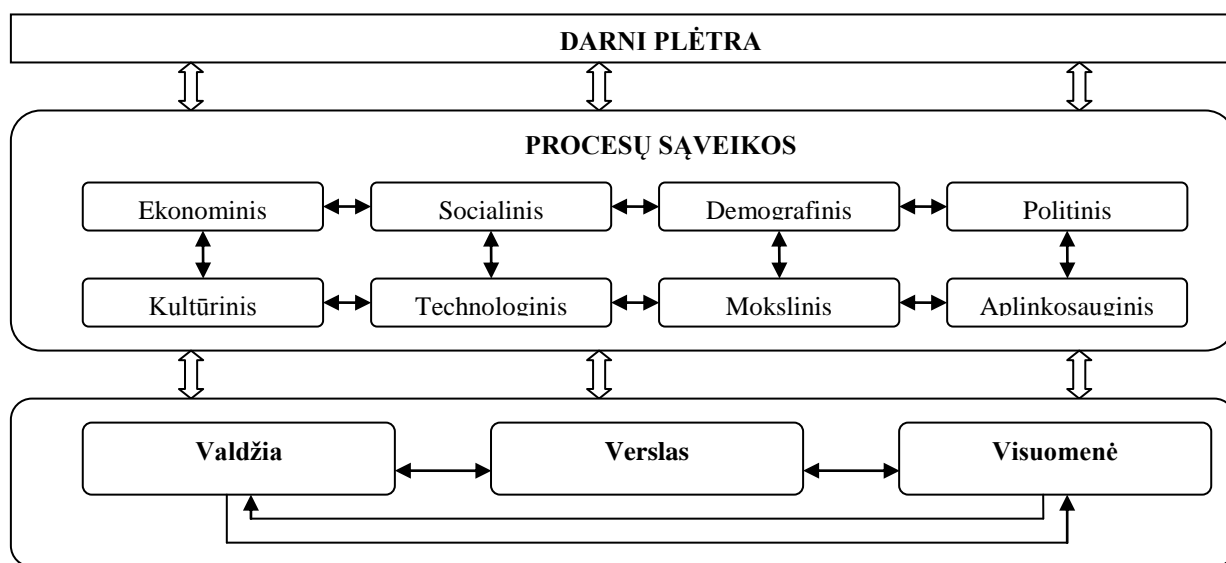 DARNI PLĖTRA
PROCESŲ SĄVEIKOS
Ekonominis
Socialinis
Demografinis
Politinis
Kultūrinis
Technologinis
Mokslinis
Aplinkosauginis
Valdžia
Verslas
Visuomenė